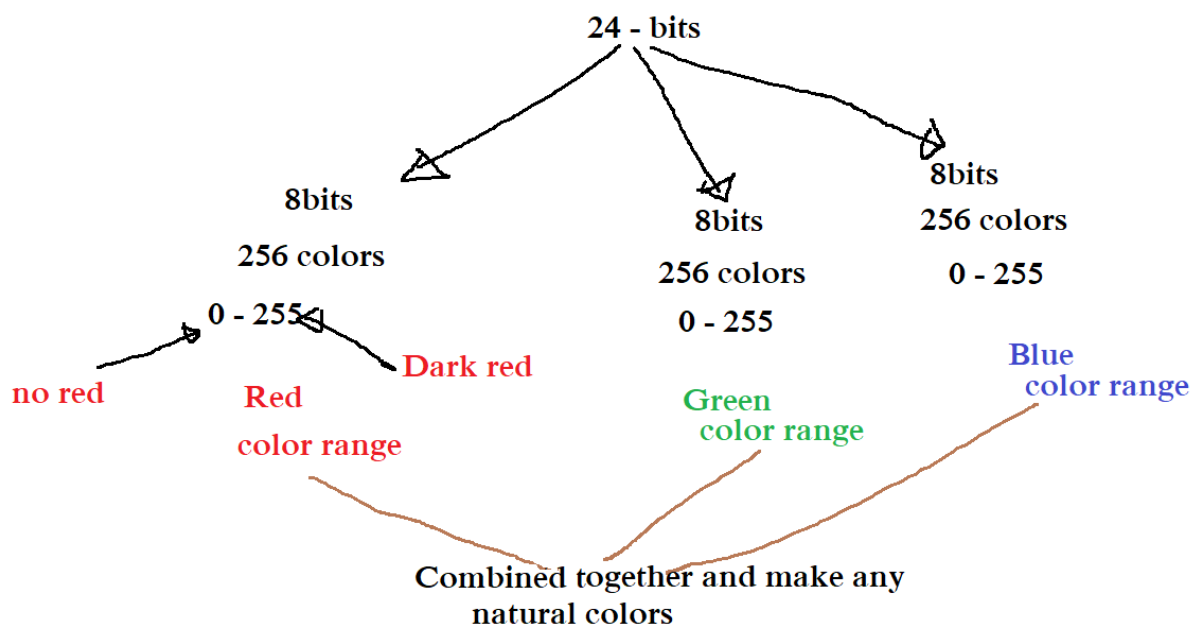 24 - bits
8bits
256 colors
0 - 255
no red
Dark red
Red
color range
8bits
256 colors
0 - 255
Green
color range
8bits
256 colors
0 - 255
Blue
color range
Combined together and make any
natural colors